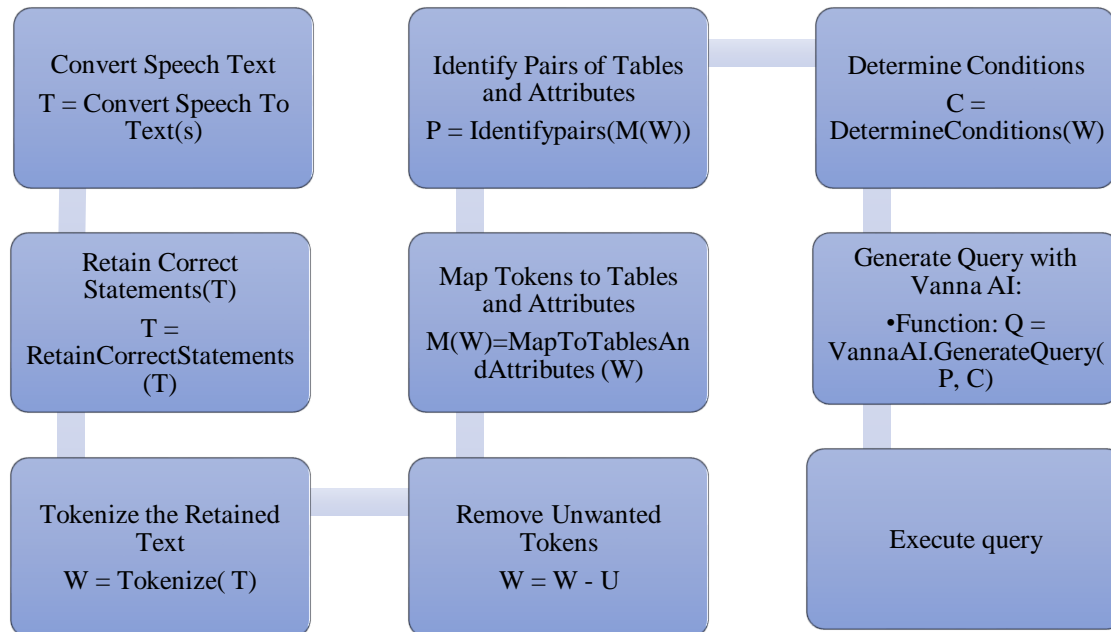 Convert Speech Text
T = Convert Speech To
Text(s)
Retain Correct
Statements(T)
T =
RetainCorrectStatements
(T)
Tokenize the Retained
Text
W = Tokenize( T)
Remove Unwanted
Tokens
W = W - U
Map Tokens to Tables
and Attributes
M(W)=MapToTablesAn
dAttributes (W)
Identify Pairs of Tables
and Attributes
P = Identifypairs(M(W))
Determine Conditions
C =
DetermineConditions(W)
Generate Query with
Vanna AI:
•Function: Q =
VannaAI.GenerateQuery(
P, C)
Execute query